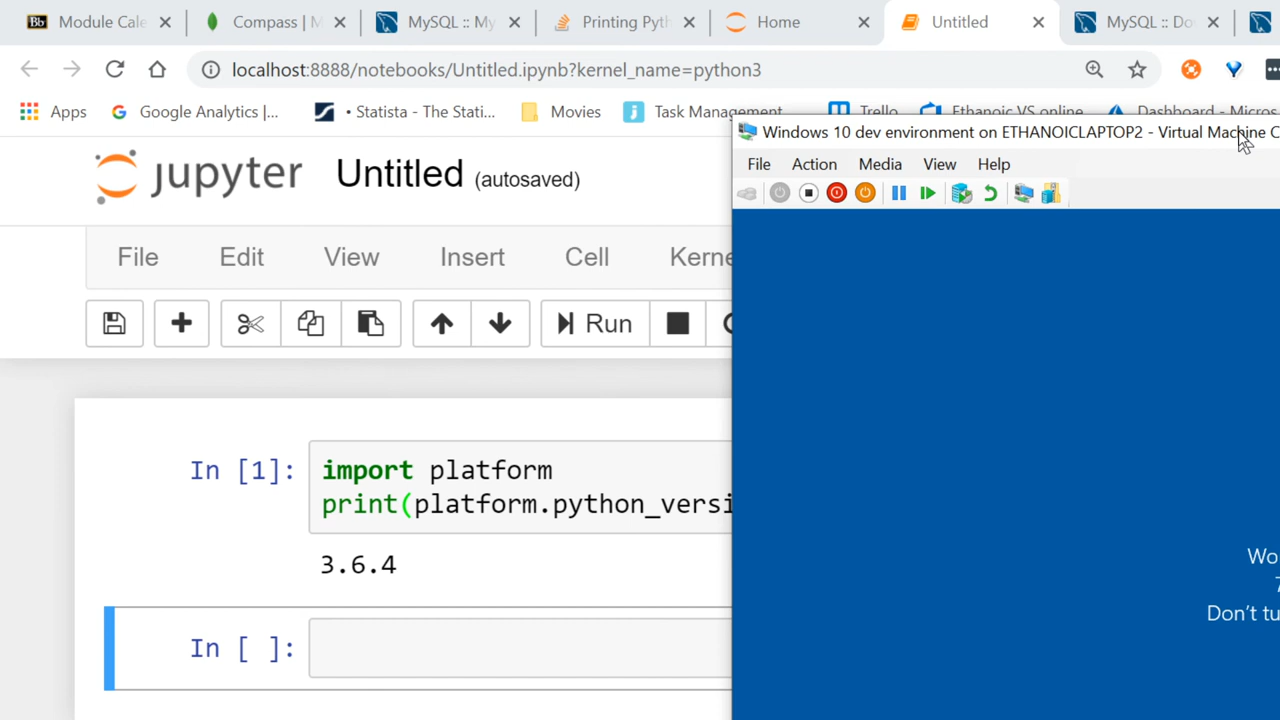 Bb Module Cale
Compass | M
MySQL :: My
Printing Pyth
Home
Untitled
MySQL :: Do
localhost:8888/notebooks/Untitled.ipynb?kernel_name=python3
Apps
Google Analytics |...
• Statista - The Stati...
Movies
Task Management
Trello
Ethanoic VS online
Dashboard - Micros
Windows 10 dev environment on ETHANOICLAPTOP2 - Virtual Machine C
File Action Media View Help
jupyter Untitled (autosaved)
File Edit View Insert Cell Kerne
Run
In [1]: import platform
print(platform.python_versi
3.6.4
In [ ]:
Wo
7
Don't tu